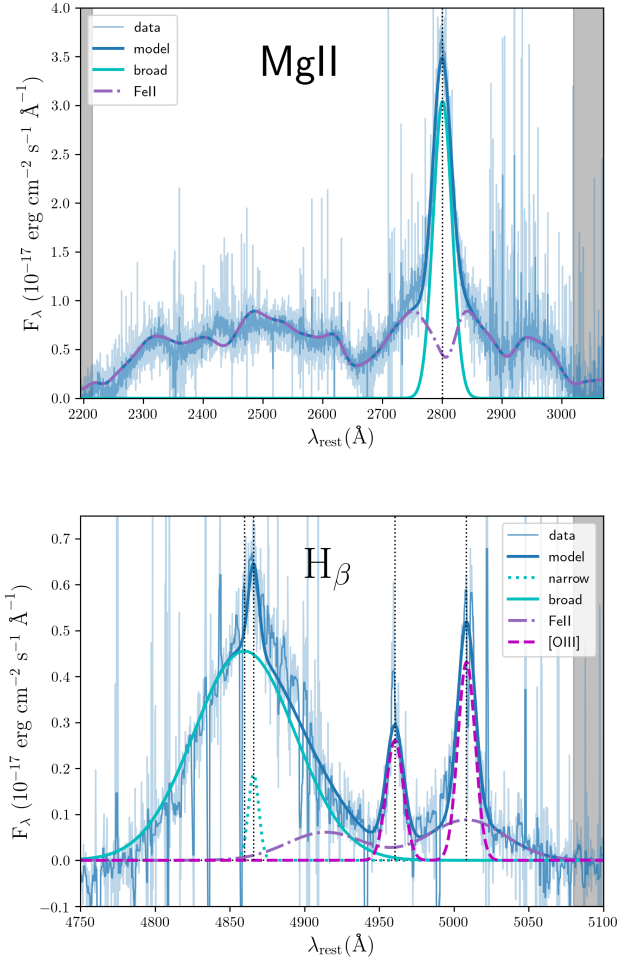 4.0
3.5
3.0
2.5
2.0
1.5
1.0
0.5
0.0
F_λ (10^−17 erg cm^−2 s^−1 Å^−1)
data
model
broad
FeII
MgII
2200 2300 2400 2500 2600 2700 2800 2900 3000
λ_rest(Å)
0.7
0.6
0.5
0.4
0.3
0.2
0.1
0.0
−0.1
F_λ (10^−17 erg cm^−2 s^−1 Å^−1)
H_β
data
model
narrow
broad
FeII
[OIII]
4750 4800 4850 4900 4950 5000 5050 5100
λ_rest(Å)